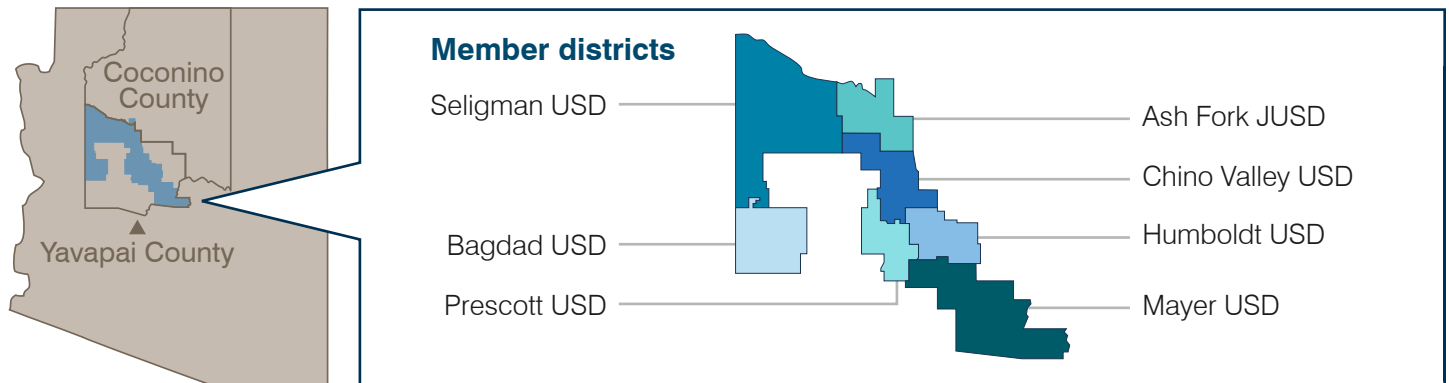 Coconino
County
Yavapai County
Member districts
Seligman USD
Bagdad USD
Prescott USD
Ash Fork JUSD
Chino Valley USD
Humboldt USD
Mayer USD